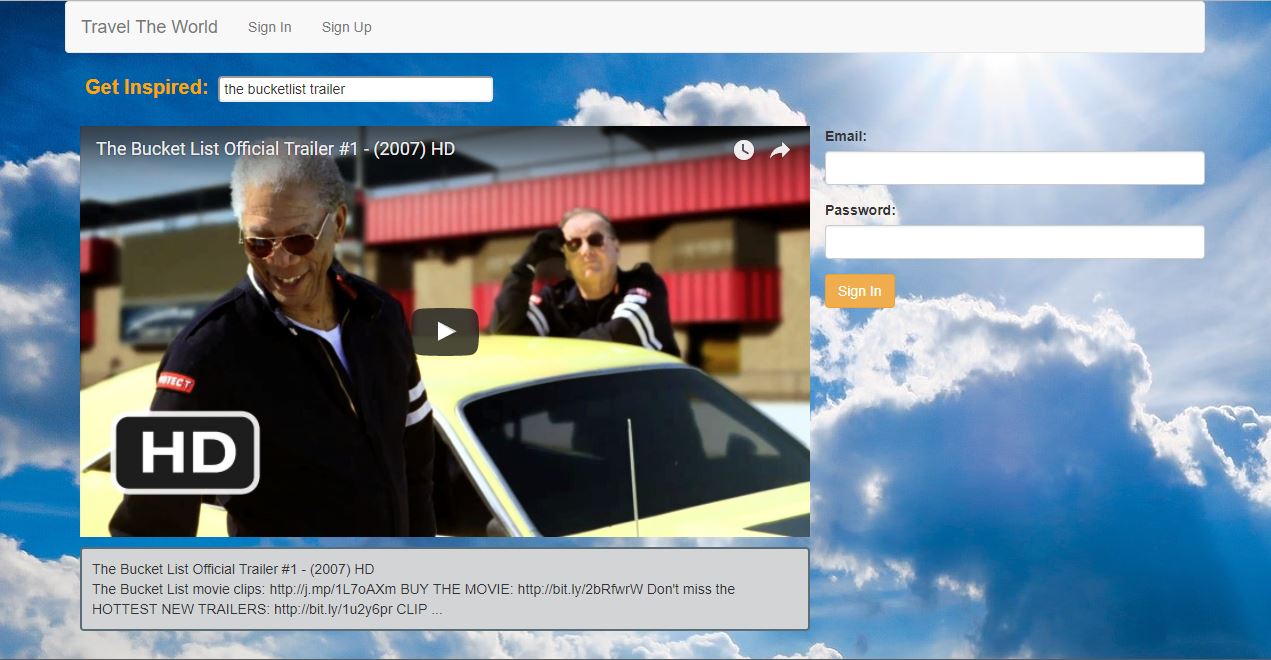 Travel The World Sign In Sign Up
Get Inspired: the bucketlist trailer
The Bucket List Official Trailer #1 - (2007) HD
TECT
HD
Email:
Password:
Sign In
The Bucket List Official Trailer #1 - (2007) HD
The Bucket List movie clips: http://j.mp/1L7oAXm BUY THE MOVIE: http://bit.ly/2bRfwrW Don't miss the
HOTTEST NEW TRAILERS: http://bit.ly/1u2y6pr CLIP ...